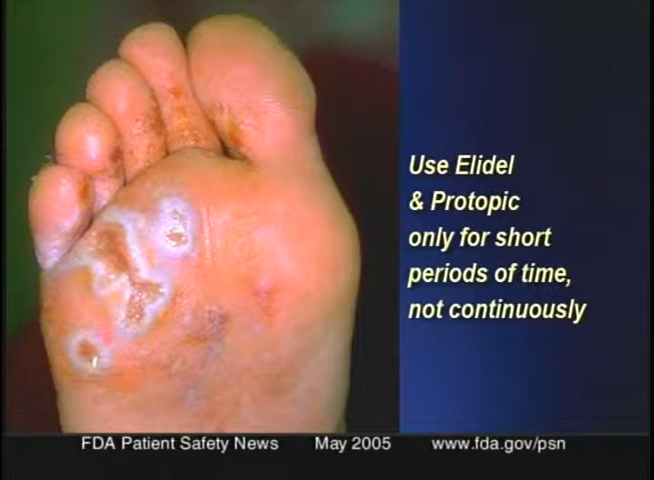 Use Elidel
& Protopic
only for short
periods of time,
not continuously
FDA Patient Safety News May 2005 www.fda.gov/psn